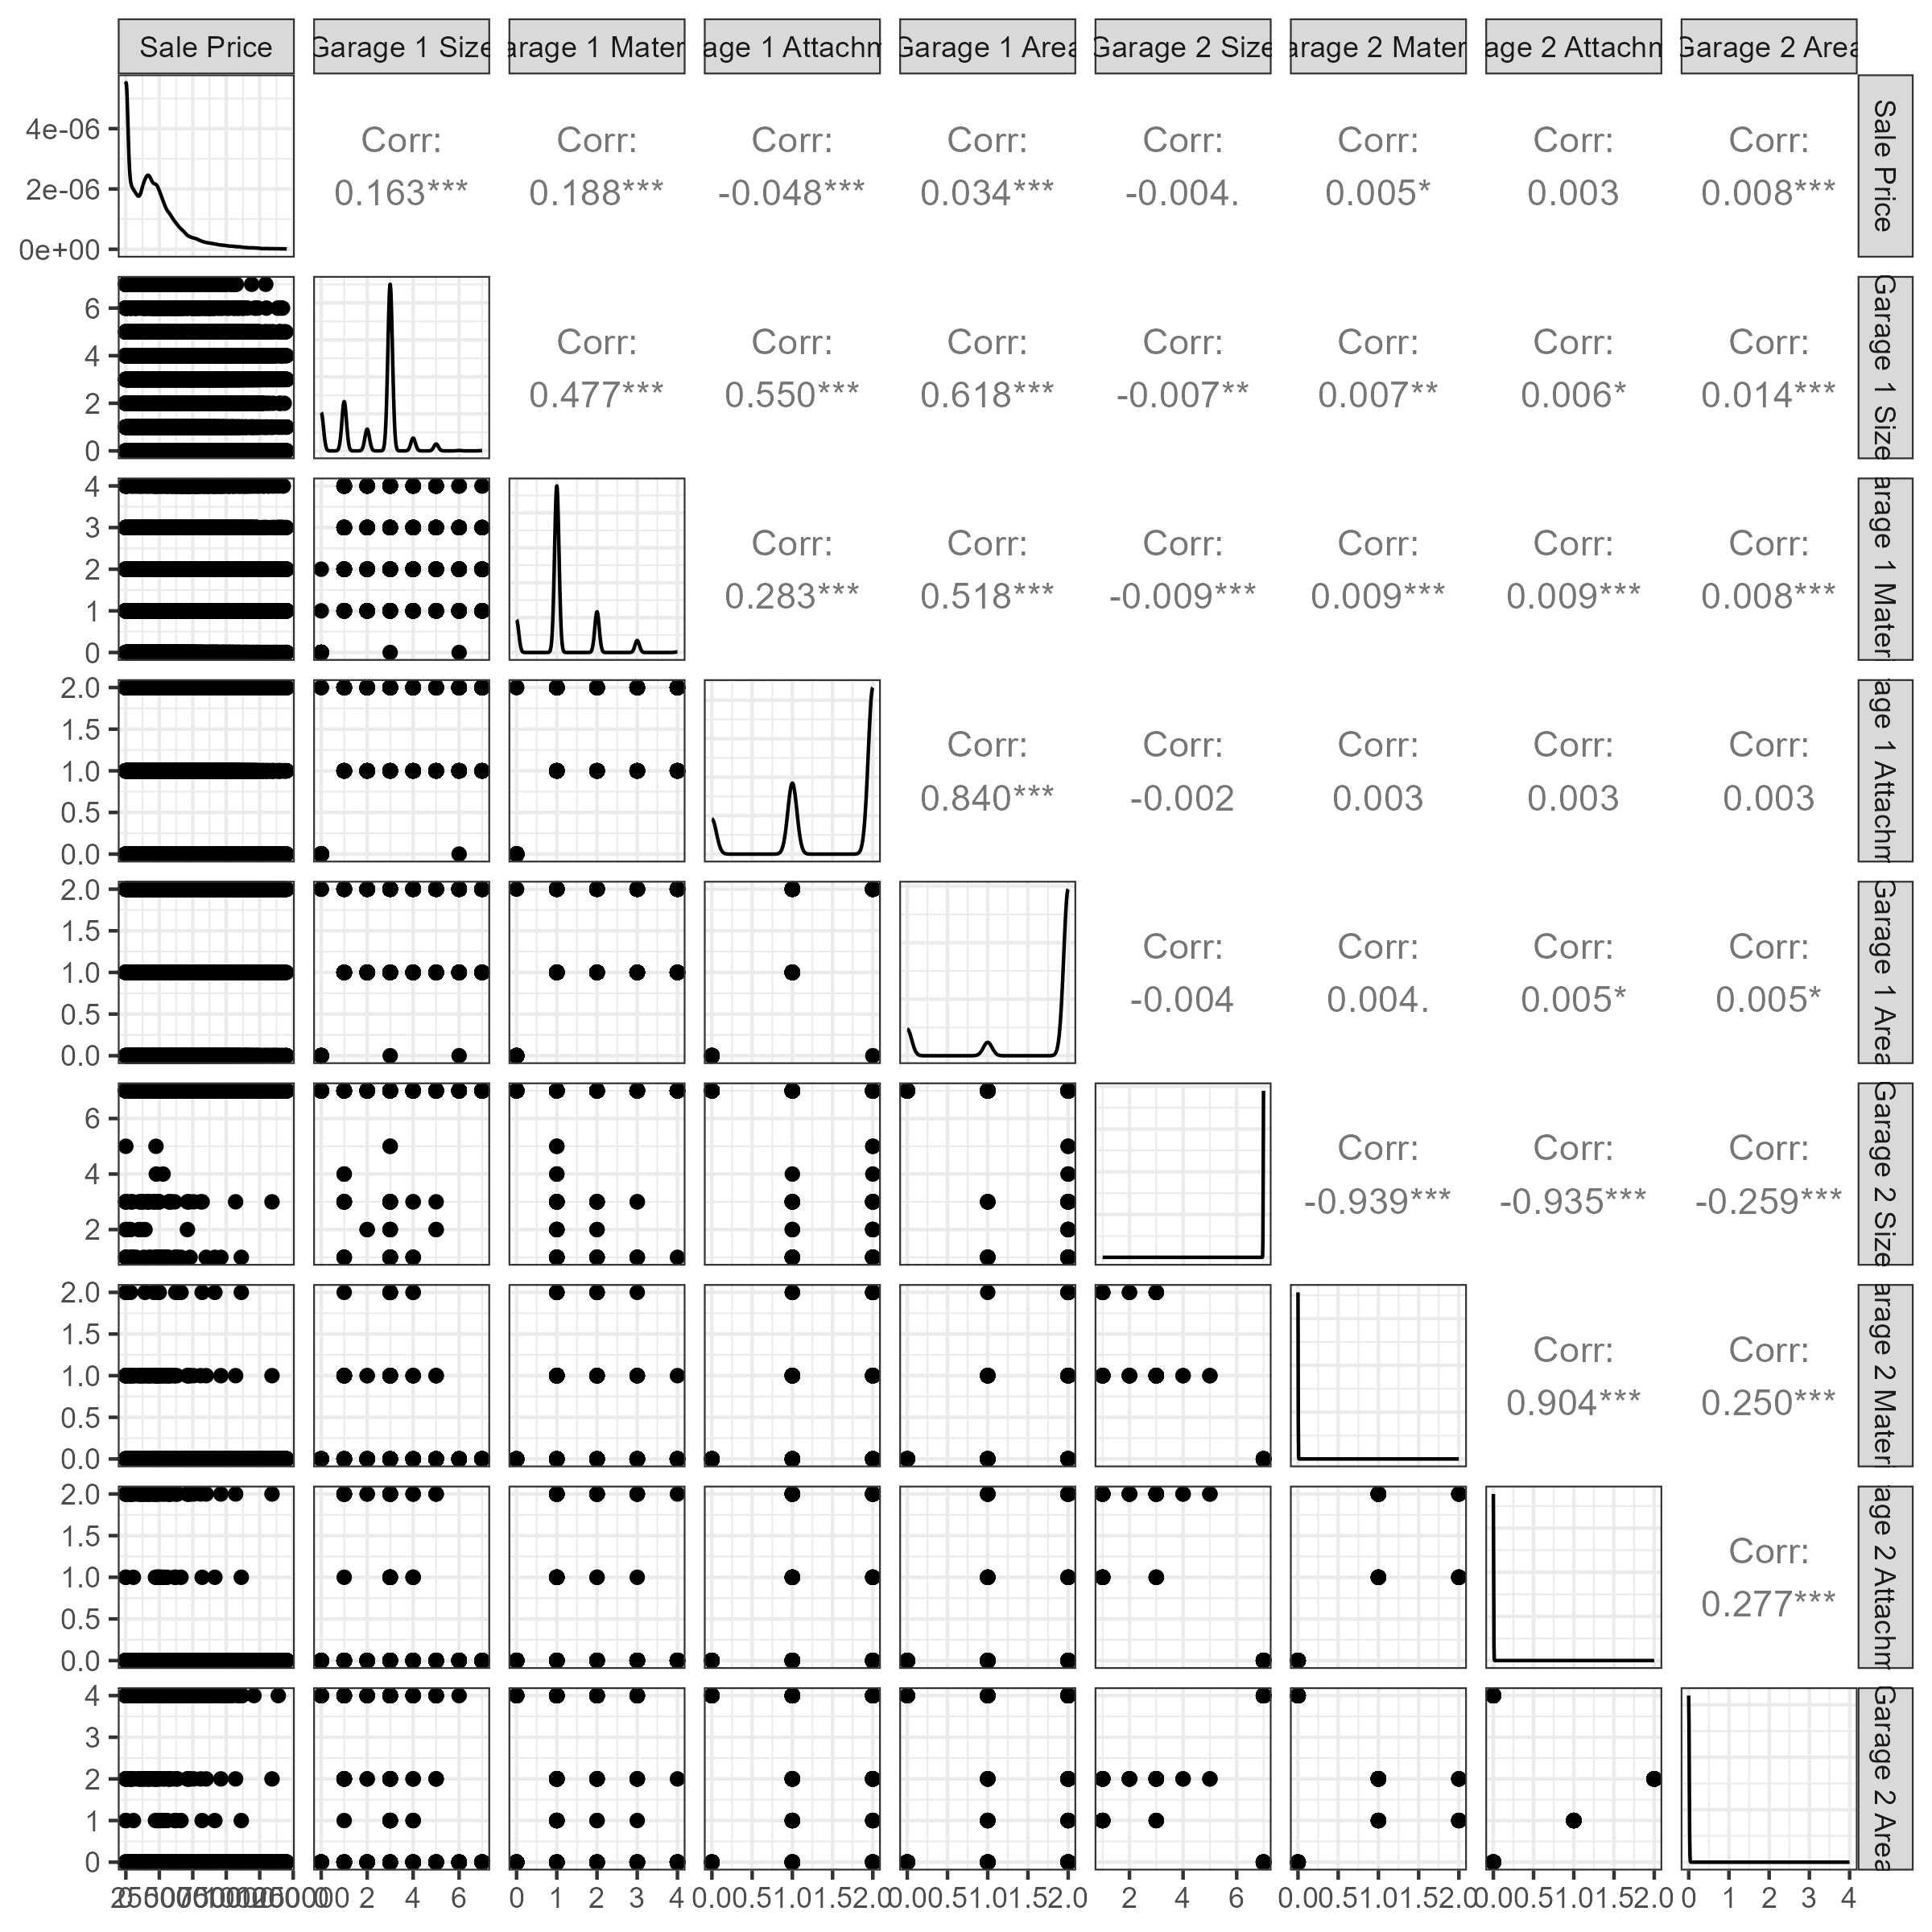 Sale Price
Garage 1 Size
arage 1 Mater
age 1 Attachm
Garage 1 Area
Garage 2 Size
arage 2 Mater
age 2 Attachm
Garage 2 Area
4e-06
2e-06
0e+00
Corr:
0.163***
Corr:
0.188***
Corr:
-0.048***
Corr:
0.034***
Corr:
-0.004.
Corr:
0.005*
Corr:
0.003
Corr:
0.008***
Sale Price
6
4
2
0
Corr:
0.477***
Corr:
0.550***
Corr:
0.618***
Corr:
-0.007**
Corr:
0.007**
Corr:
0.006*
Corr:
0.014***
Garage 1 Size
4
3
2
1
0
Corr:
0.283***
Corr:
0.518***
Corr:
-0.009***
Corr:
0.009***
Corr:
0.009***
Corr:
0.008***
arage 1 Mater
2.0
1.5
1.0
0.5
0.0
Corr:
0.840***
Corr:
-0.002
Corr:
0.003
Corr:
0.003
Corr:
0.003
age 1 Attachm
2.0
1.5
1.0
0.5
0.0
Corr:
-0.004
Corr:
0.004.
Corr:
0.005*
Corr:
0.005*
Garage 1 Area
6
4
2
Corr:
-0.939***
Corr:
-0.935***
Corr:
-0.259***
Garage 2 Size
2.0
1.5
1.0
0.5
0.0
Corr:
0.904***
Corr:
0.250***
arage 2 Mater
2.0
1.5
1.0
0.5
0.0
Corr:
0.277***
age 2 Attachm
4
3
2
1
0
Garage 2 Area
0 2 4 6
0 1 2 3 4
0.00.51.01.52.0
0.00.51.01.52.0
2 4 6
0.00.51.01.52.0
0.00.51.01.52.0
0 1 2 3 4